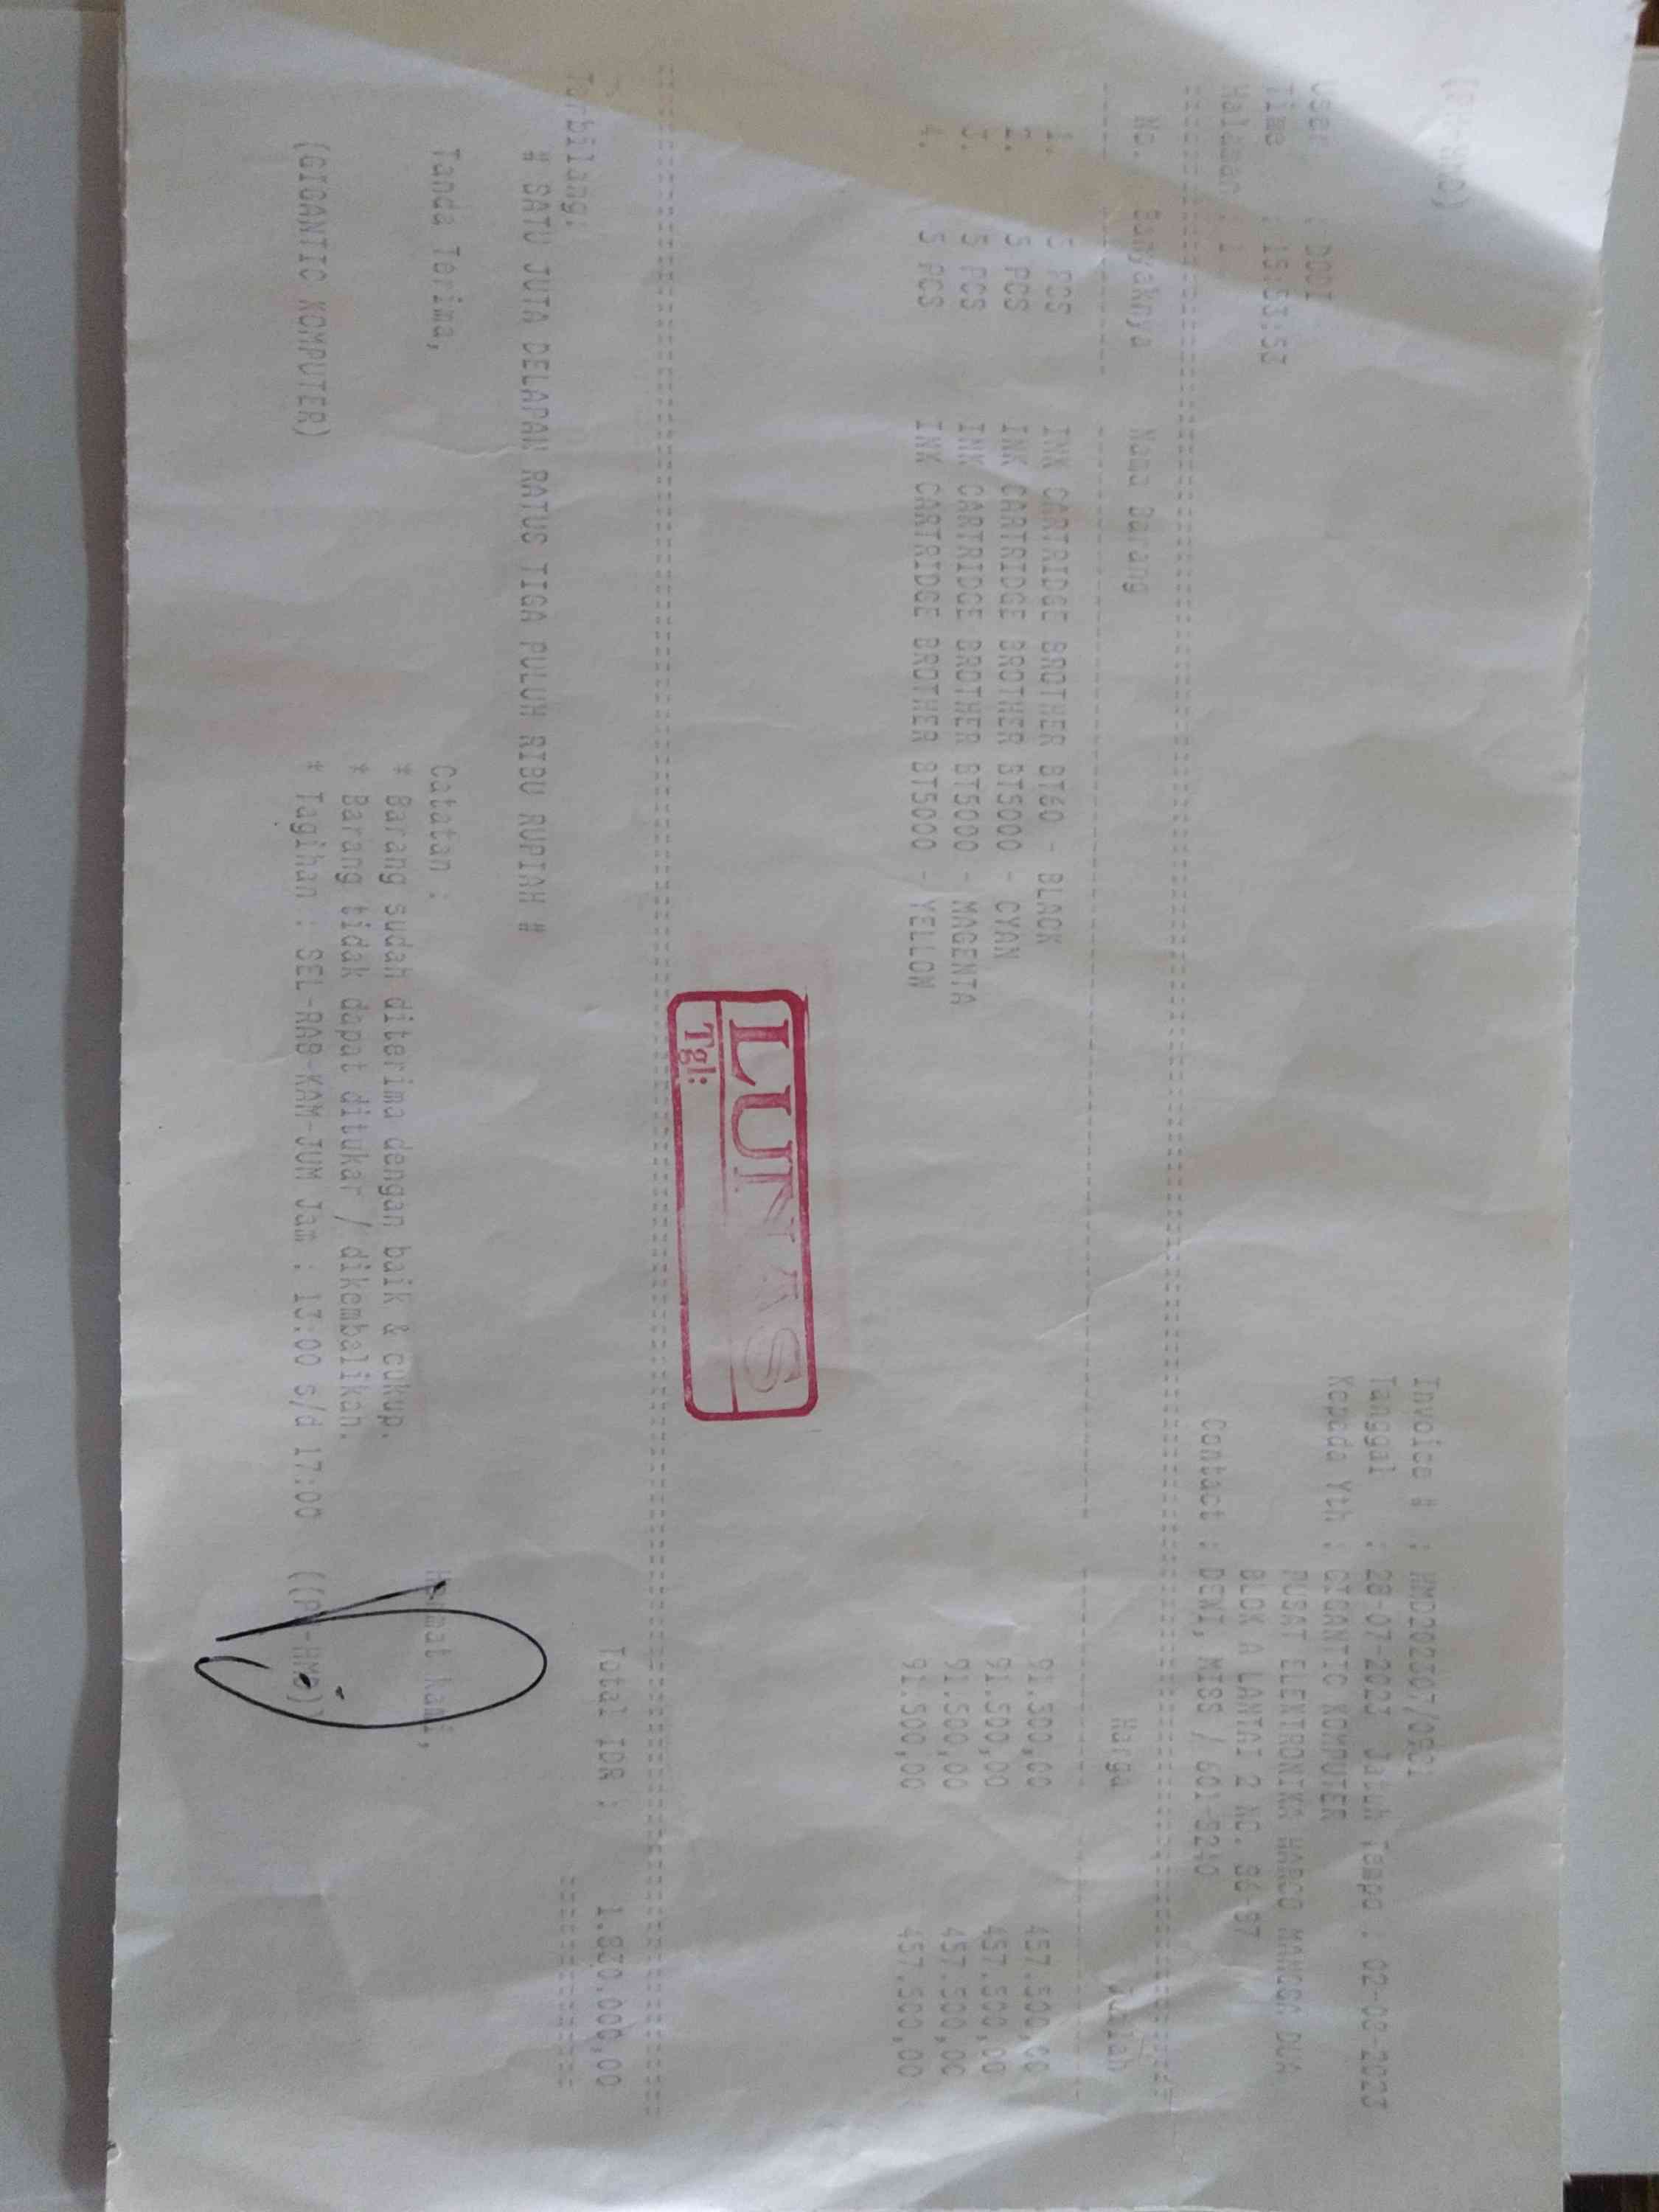 User : DODI
Time : 15:53:53
Halaman : 1
Invoice # :
Tanggal : 28-07-2023 Jatuh Tempo : 02-08-2023
Kepada Yth : GIGANTIC KOMPUTER
PUSAT ELEKTRONIKA HARCO MANGGA DUA
BLOK A LANTAI 2 NO. 86-87
Contact : DENI, MISS / 601-9240
No. Banyaknya Nama Barang Harga Jumlah
1. 5 PCS INK CARTRIDGE BROTHER BT60 - BLACK 91.500,00 457.500,00
2. 5 PCS INK CARTRIDGE BROTHER BT5000 - CYAN 91.500,00 457.500,00
3. 5 PCS INK CARTRIDGE BROTHER BT5000 - MAGENTA 91.500,00 457.500,00
4. 5 PCS INK CARTRIDGE BROTHER BT5000 - YELLOW 91.500,00 457.500,00
LUNAS
Tgl:
Total IDR : 1.830.000,00
Terbilang:
# SATU JUTA DELAPAN RATUS TIGA PULUH RIBU RUPIAH #
Tanda Terima,
Catatan :
Hormat Kami,
* Barang sudah diterima dengan baik & cukup.
* Barang tidak dapat ditukar / dikembalikan.
(GIGANTIC KOMPUTER) * Tagihan : SEL-RAB-KAM-JUM Jam : 13:00 s/d 17:00